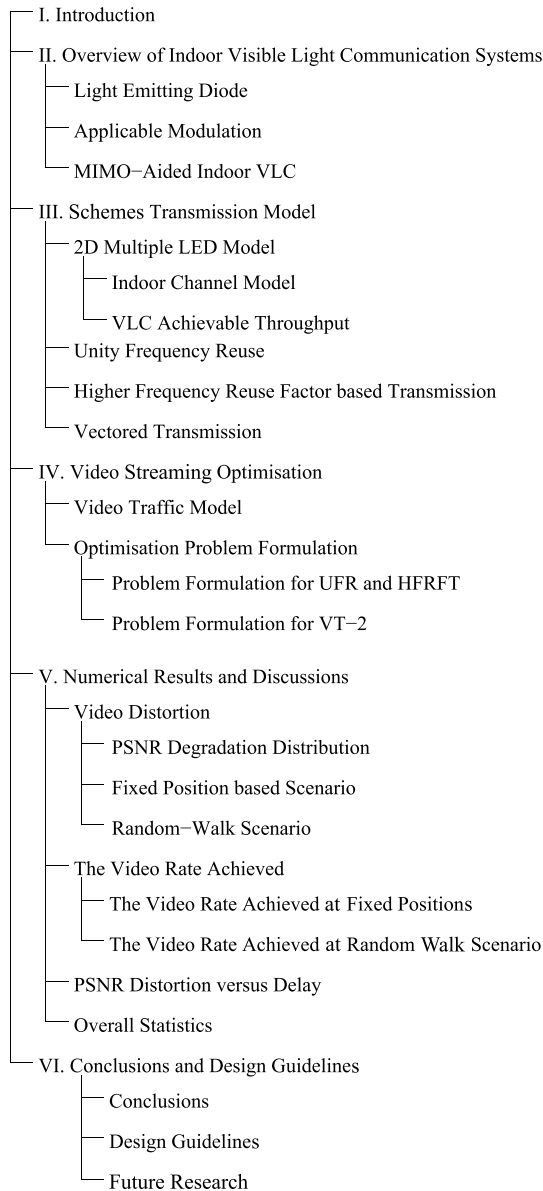 I. Introduction
II. Overview of Indoor Visible Light Communication Systems
Light Emitting Diode
Applicable Modulation
MIMO−Aided Indoor VLC
III. Schemes Transmission Model
2D Multiple LED Model
Indoor Channel Model
VLC Achievable Throughput
Unity Frequency Reuse
Higher Frequency Reuse Factor based Transmission
Vectored Transmission
IV. Video Streaming Optimisation
Video Traffic Model
Optimisation Problem Formulation
Problem Formulation for UFR and HFRFT
Problem Formulation for VT−2
V. Numerical Results and Discussions
Video Distortion
PSNR Degradation Distribution
Fixed Position based Scenario
Random−Walk Scenario
The Video Rate Achieved
The Video Rate Achieved at Fixed Positions
The Video Rate Achieved at Random Walk Scenario
PSNR Distortion versus Delay
Overall Statistics
VI. Conclusions and Design Guidelines
Conclusions
Design Guidelines
Future Research